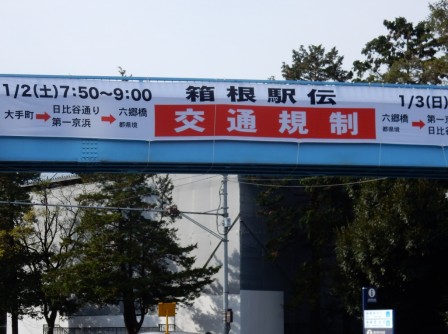 1/2(土)7:50～9:00
大手町→日比谷通り
第一京浜→六郷橋
都県境
箱根駅伝
交通規制
1/3(日)
六郷橋→第一
都県境
日比